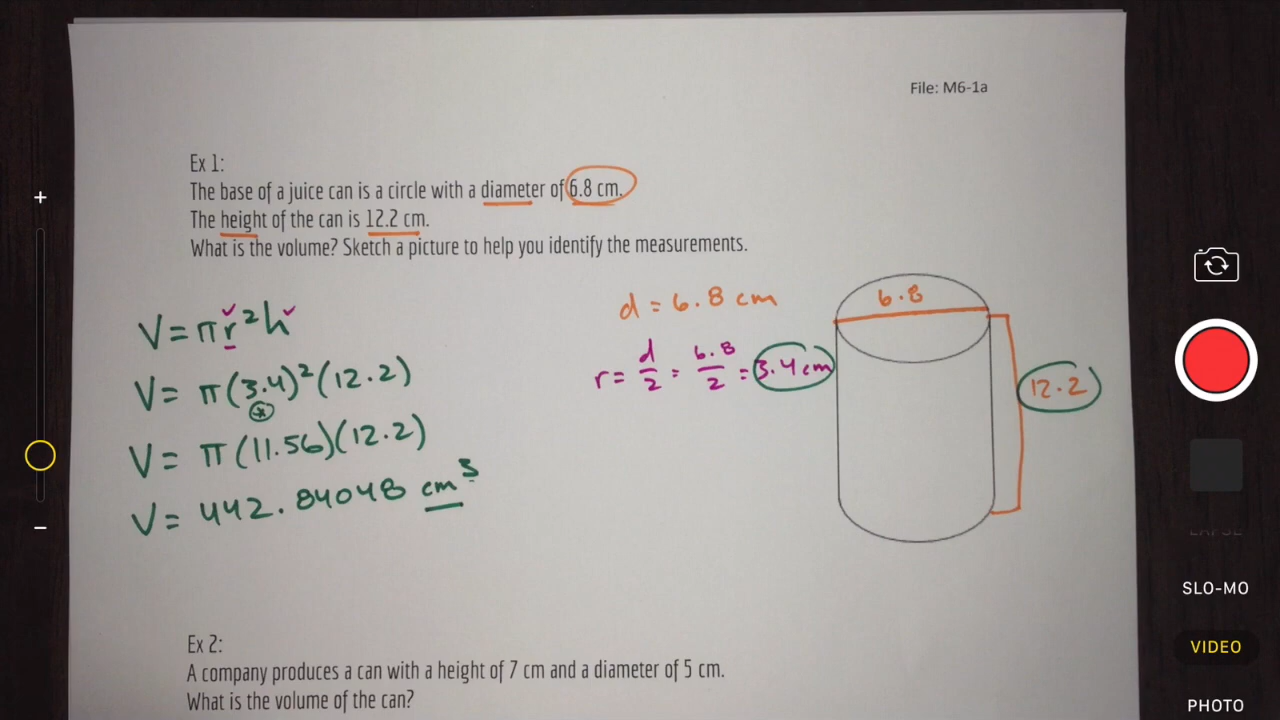 File: M6-1a
Ex 1:
The base of a juice can is a circle with a diameter of 6.8 cm.
The height of the can is 12.2 cm.
What is the volume? Sketch a picture to help you identify the measurements.
V = πr²h
V = π(3.4)²(12.2)
V = π(11.56)(12.2)
V = 442.84048 cm³
d = 6.8 cm
r = d/2 = 6.8/2 = 3.4 cm
6.8
12.2
Ex 2:
A company produces a can with a height of 7 cm and a diameter of 5 cm.
What is the volume of the can?
+
−
SLO-MO
VIDEO
PHOTO